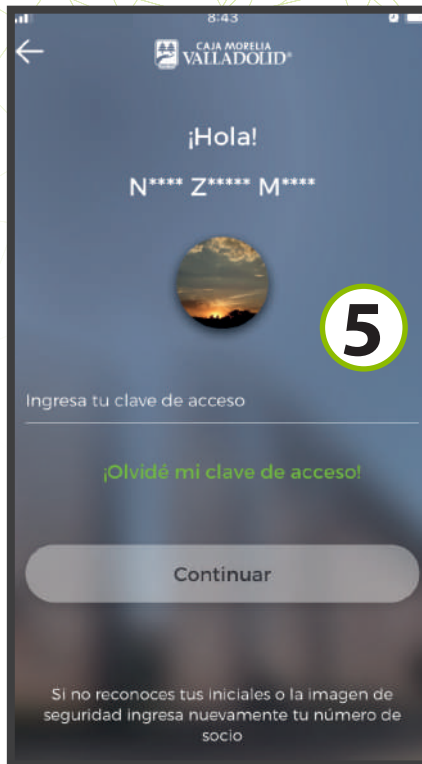 8:43
CAJA MORELIA
VALLADOLID®
¡Hola!
N**** Z***** M****
5
Ingresa tu clave de acceso
¡Olvidé mi clave de acceso!
Continuar
Si no reconoces tus iniciales o la imagen de
seguridad ingresa nuevamente tu número de
socio